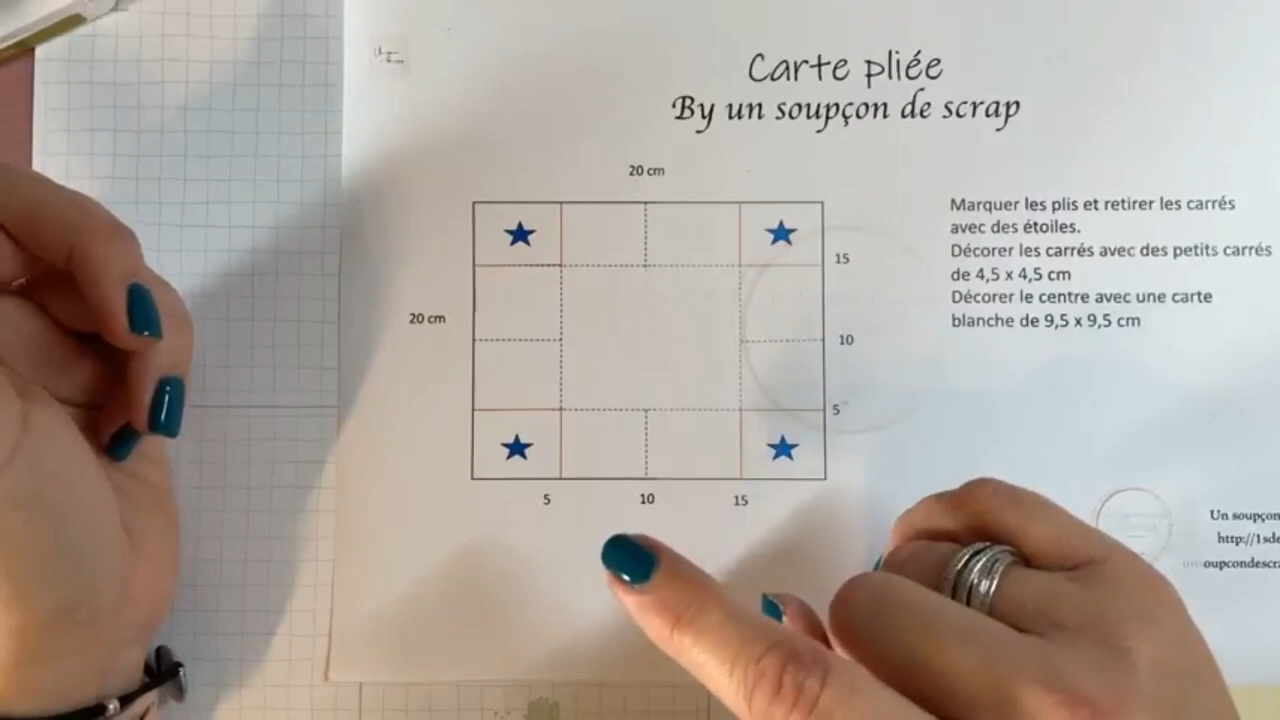 Carte pliée
By un soupçon de scrap
20 cm
Marquer les plis et retirer les carrés
avec des étoiles.
Décorer les carrés avec des petits carrés
de 4,5 x 4,5 cm
Décorer le centre avec une carte
blanche de 9,5 x 9,5 cm
15
20 cm
10
5
5 10 15
Un soupçon
http://1sde
oupcondescra